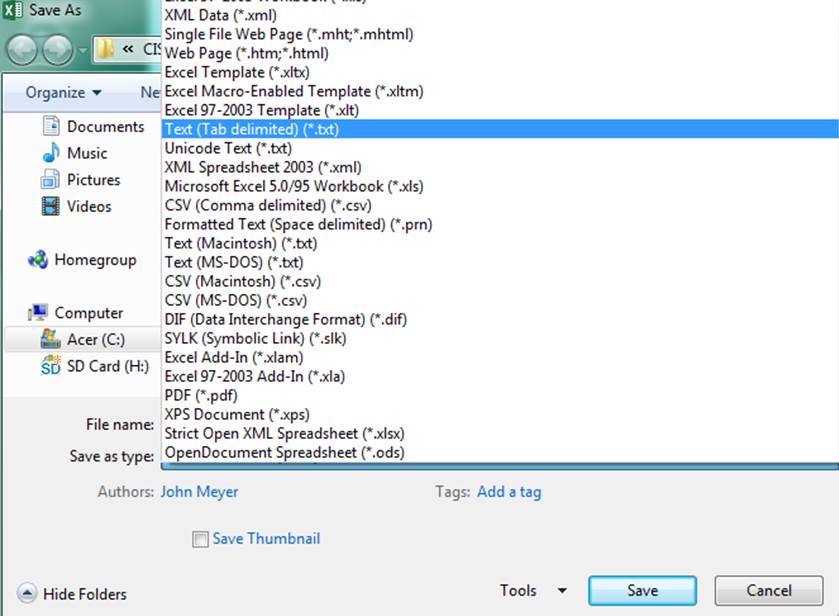 Save As
XML Data (*.xml)
Single File Web Page (*.mht;*.mhtml)
« CIS
Web Page (*.htm;*.html)
Excel Template (*.xltx)
Organize
Excel Macro-Enabled Template (*.xltm)
Excel 97-2003 Template (*.xlt)
Documents
Text (Tab delimited) (*.txt)
Unicode Text (*.txt)
Music
XML Spreadsheet 2003 (*.xml)
Pictures
Microsoft Excel 5.0/95 Workbook (*.xls)
Videos
CSV (Comma delimited) (*.csv)
Formatted Text (Space delimited) (*.prn)
Text (Macintosh) (*.txt)
Homegroup
Text (MS-DOS) (*.txt)
CSV (Macintosh) (*.csv)
CSV (MS-DOS) (*.csv)
Computer
DIF (Data Interchange Format) (*.dif)
Acer (C:)
SYLK (Symbolic Link) (*.slk)
Excel Add-In (*.xlam)
SD Card (H:)
Excel 97-2003 Add-In (*.xla)
PDF (*.pdf)
XPS Document (*.xps)
File name:
Strict Open XML Spreadsheet (*.xlsx)
Save as type:
OpenDocument Spreadsheet (*.ods)
Authors: John Meyer Tags: Add a tag
Save Thumbnail
Hide Folders Tools Save Cancel